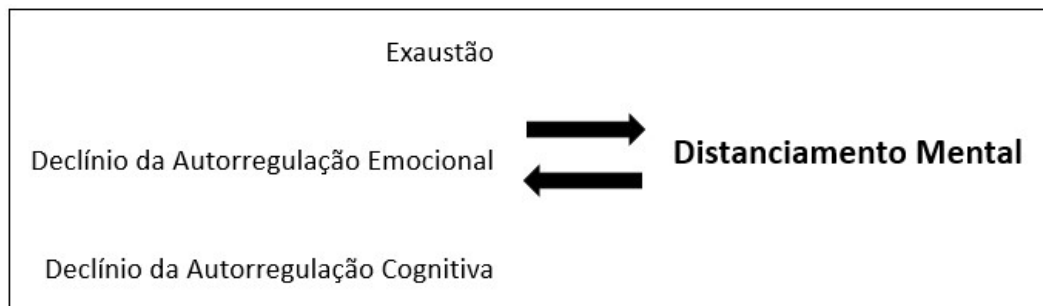 Exaustão
Declínio da Autorregulação Emocional
Distanciamento Mental
Declínio da Autorregulação Cognitiva